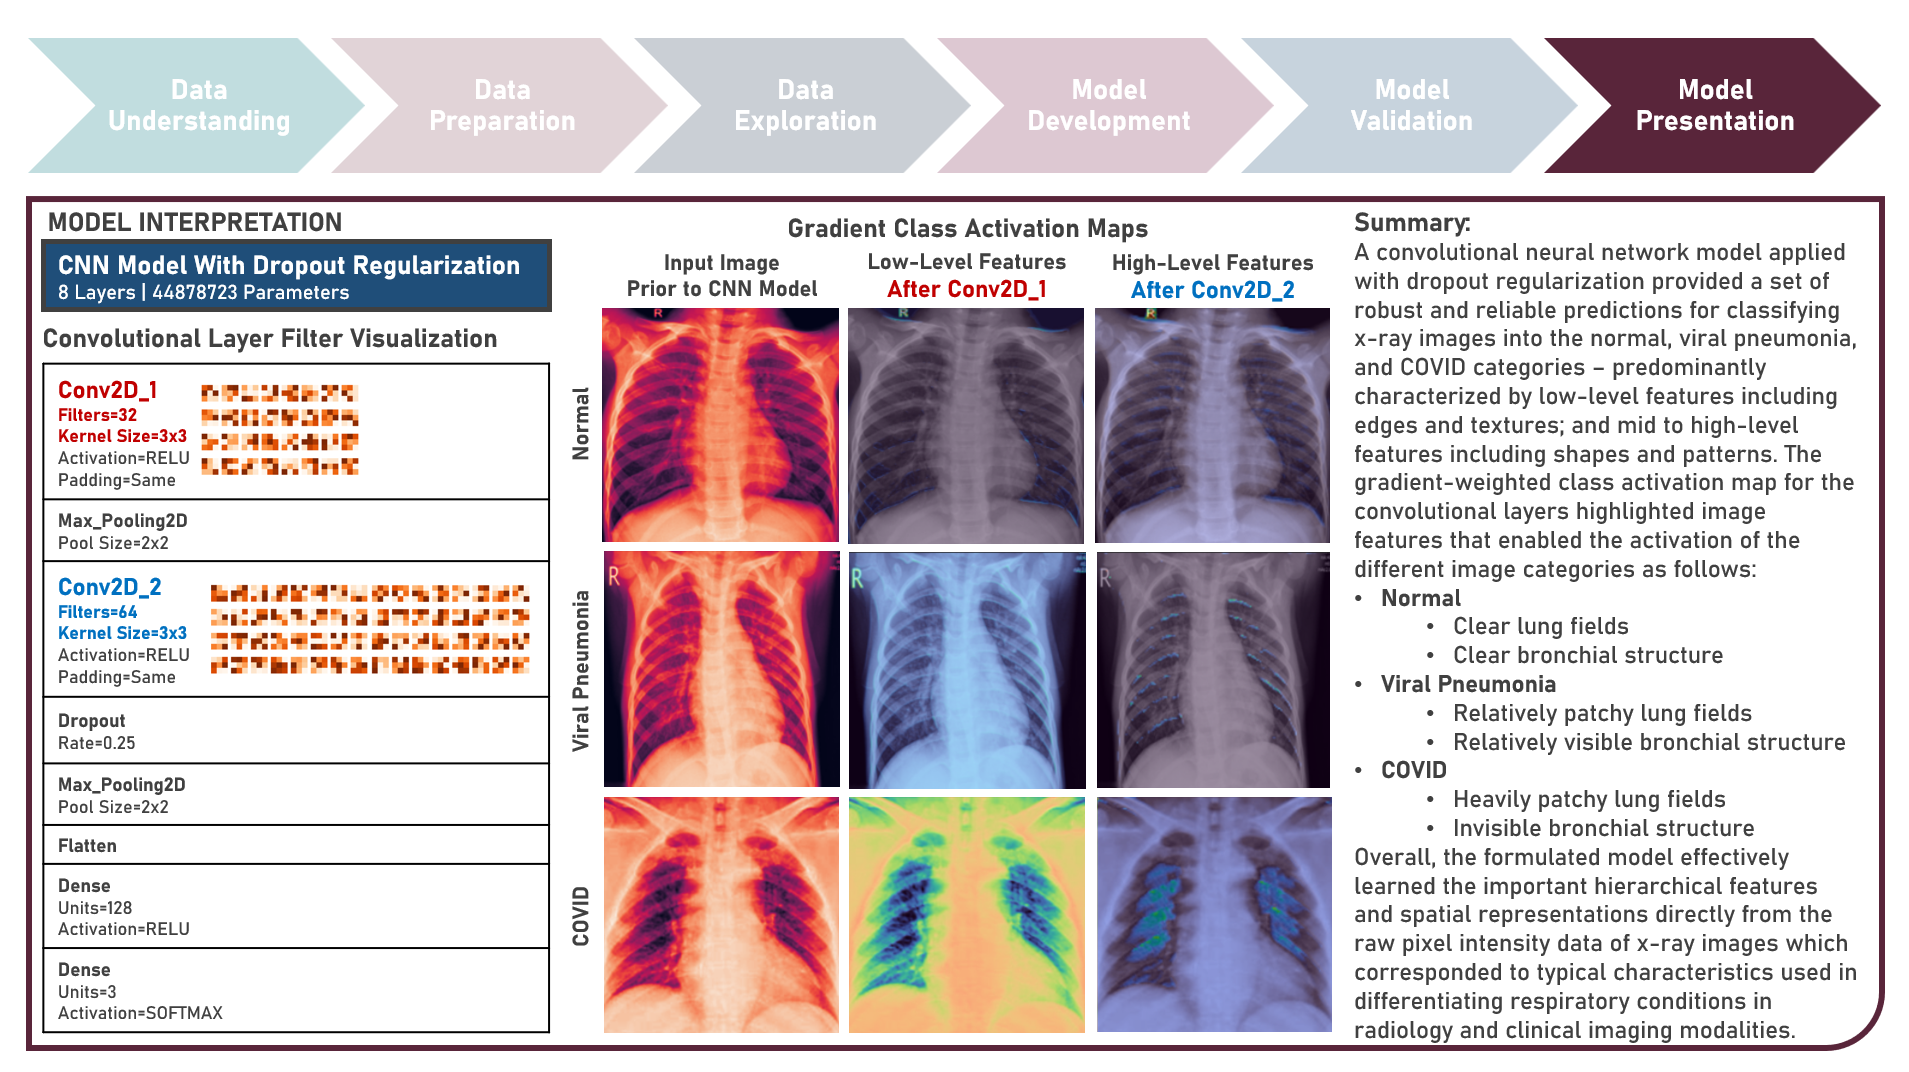 Data
Understanding
Data
Preparation
Data
Exploration
Model
Development
Model
Validation
Model
Presentation
MODEL INTERPRETATION
CNN Model With Dropout Regularization
8 Layers | 44878723 Parameters
Convolutional Layer Filter Visualization
Conv2D_1
Filters=32
Kernel Size=3x3
Activation=RELU
Padding=Same
Max_Pooling2D
Pool Size=2x2
Conv2D_2
Filters=64
Kernel Size=3x3
Activation=RELU
Padding=Same
Dropout
Rate=0.25
Max_Pooling2D
Pool Size=2x2
Flatten
Dense
Units=128
Activation=RELU
Dense
Units=3
Activation=SOFTMAX
Gradient Class Activation Maps
Input Image
Prior to CNN Model
Low-Level Features
After Conv2D_1
High-Level Features
After Conv2D_2
Normal
R
R
R
Viral Pneumonia
R
R
R
COVID
Summary:
A convolutional neural network model applied
with dropout regularization provided a set of
robust and reliable predictions for classifying
x-ray images into the normal, viral pneumonia,
and COVID categories – predominantly
characterized by low-level features including
edges and textures; and mid to high-level
features including shapes and patterns. The
gradient-weighted class activation map for the
convolutional layers highlighted image
features that enabled the activation of the
different image categories as follows:
• Normal
• Clear lung fields
• Clear bronchial structure
• Viral Pneumonia
• Relatively patchy lung fields
• Relatively visible bronchial structure
• COVID
• Heavily patchy lung fields
• Invisible bronchial structure
Overall, the formulated model effectively
learned the important hierarchical features
and spatial representations directly from the
raw pixel intensity data of x-ray images which
corresponded to typical characteristics used in
differentiating respiratory conditions in
radiology and clinical imaging modalities.